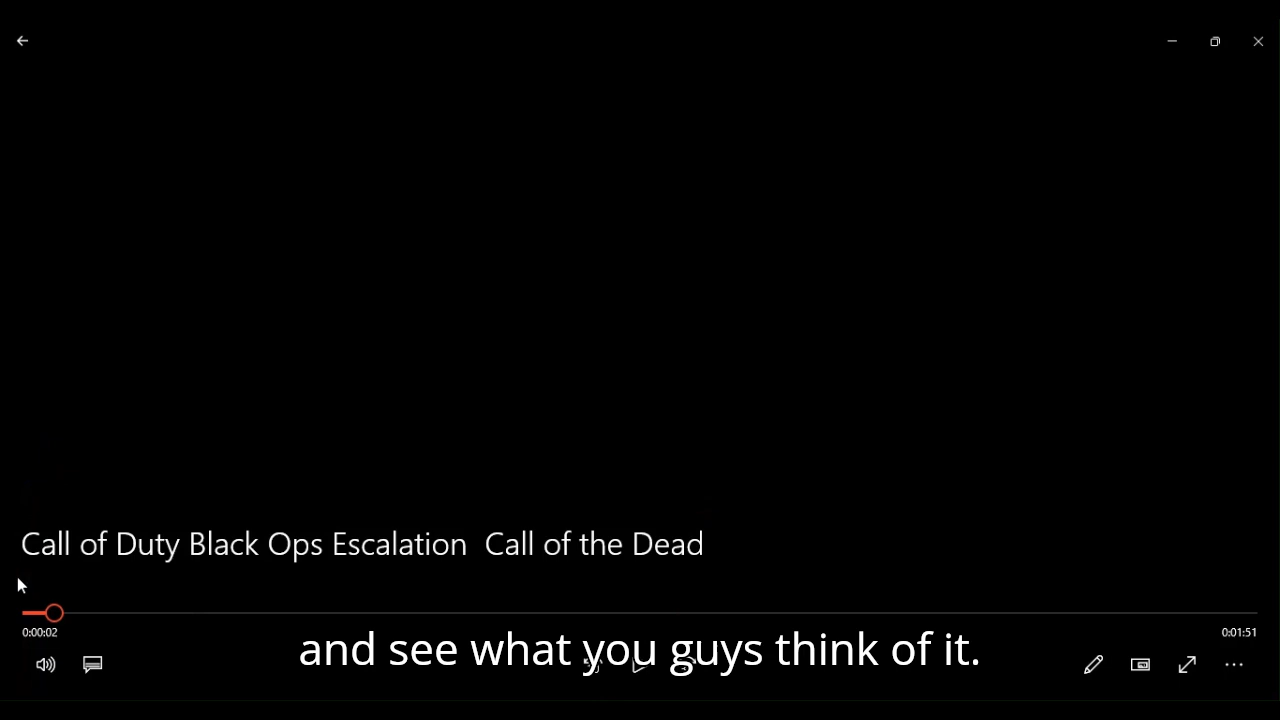 Call of Duty Black Ops Escalation  Call of the Dead
0:00:02
0:01:51
and see what you guys think of it.